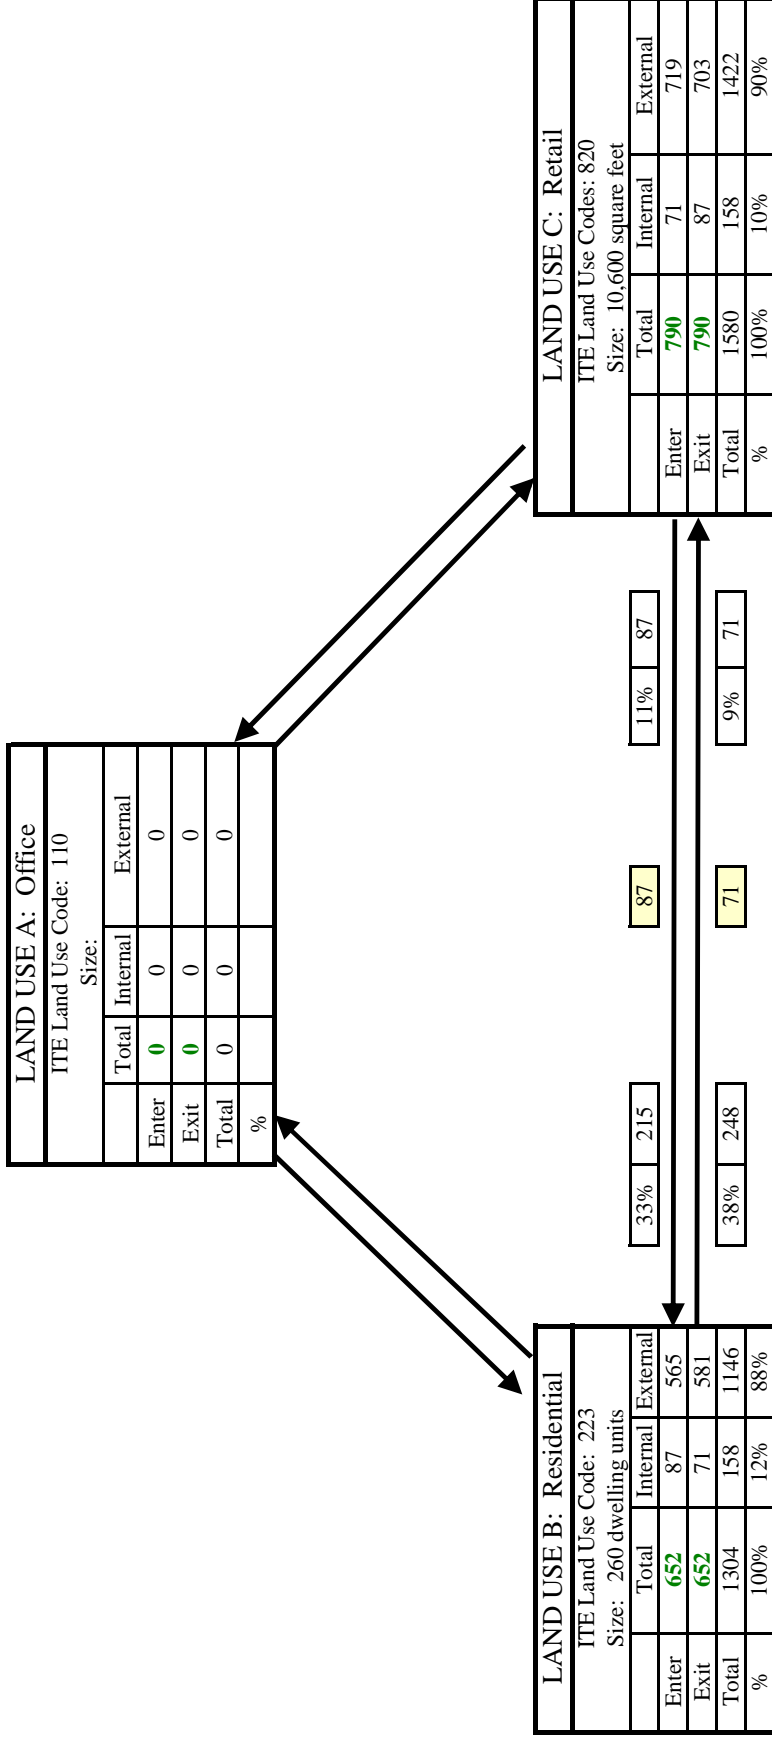 LAND USE A: Office
ITE Land Use Code: 110
Size:
Total Internal External
Enter 0 0 0
Exit 0 0 0
Total 0 0 0
%
LAND USE B: Residential
ITE Land Use Code: 223
Size: 260 dwelling units
Total Internal External
Enter 652 87 565
Exit 652 71 581
Total 1304 158 1146
% 100% 12% 88%
33% 215
87
11% 87
38% 248
71
9% 71
LAND USE C: Retail
ITE Land Use Codes: 820
Size: 10,600 square feet
Total Internal External
Enter 790 71 719
Exit 790 87 703
Total 1580 158 1422
% 100% 10% 90%